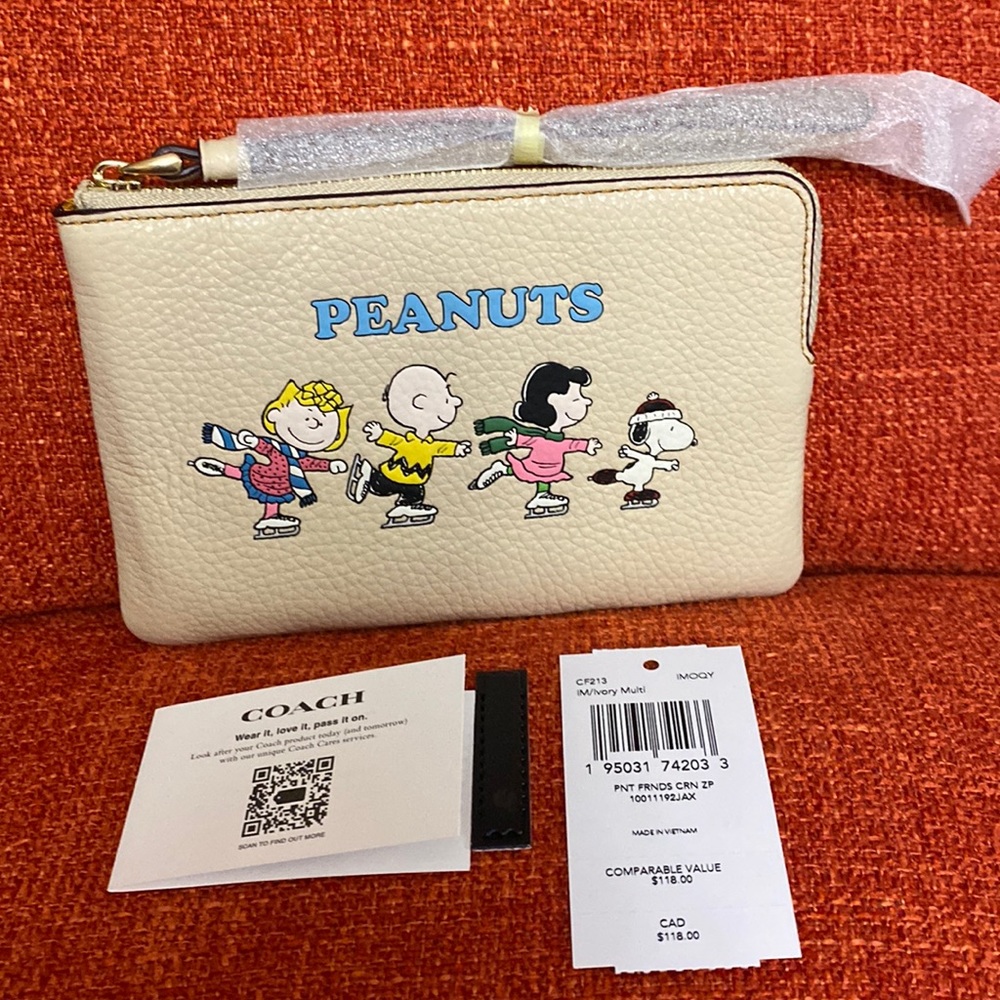 PEANUTS
COACH
Wear it, love it, pass it on.
Look after your Coach product today (and tomorrow)
with our unique Coach Cares services.
SCAN TO FIND OUT MORE
CF213 IMOQY
IM/Ivory Multi
1 95031 74203 3
PNT FRNDS CRN ZP
10011192JAX
MADE IN VIETNAM
COMPARABLE VALUE
$118.00
CAD
$118.00